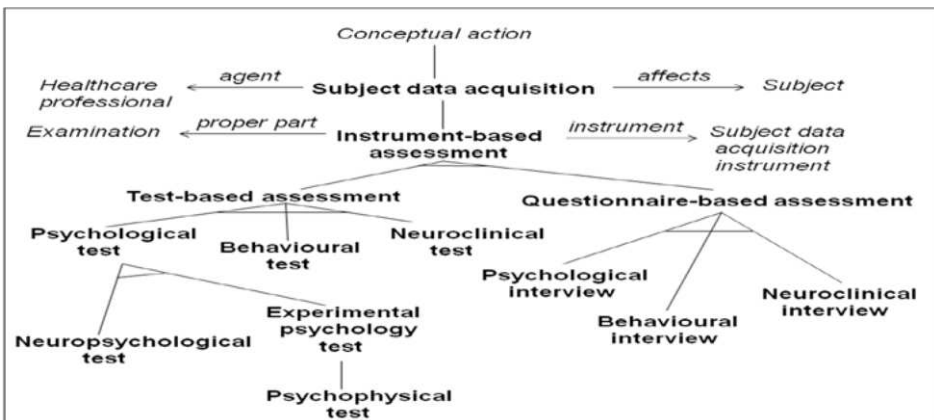 Conceptual action
Healthcare
professional
agent
Subject data acquisition
affects
Subject
Examination
proper part
Instrument-based
assessment
instrument
Subject data
acquisition
instrument
Test-based assessment
Questionnaire-based assessment
Psychological
test
Behavioural
test
Neuroclinical
test
Psychological
interview
Behavioural
interview
Neuroclinical
interview
Neuropsychological
test
Experimental
psychology
test
Psychophysical
test